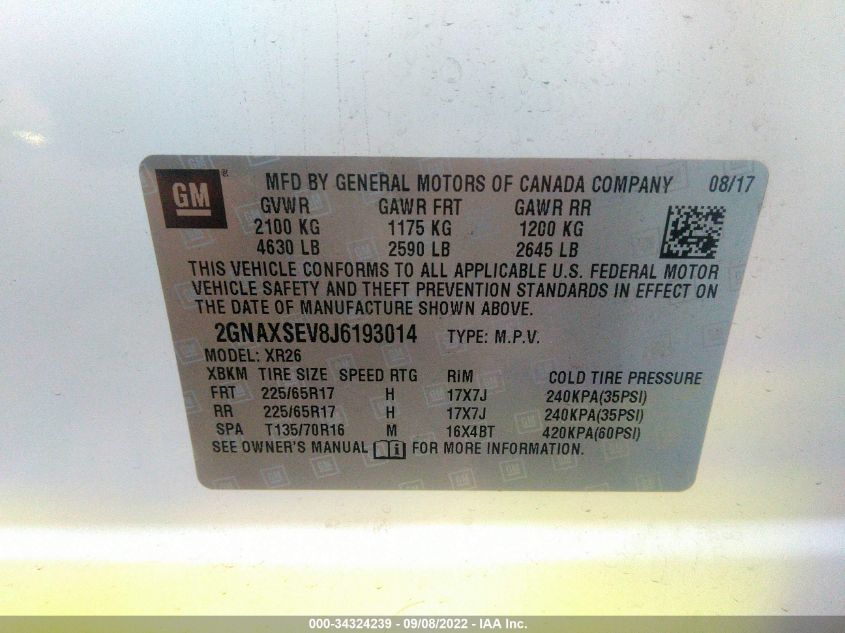 GM ® MFD BY GENERAL MOTORS OF CANADA COMPANY 08/17
GVWR GAWR FRT GAWR RR
2100 KG 1175 KG 1200 KG
4630 LB 2590 LB 2645 LB
THIS VEHICLE CONFORMS TO ALL APPLICABLE U.S. FEDERAL MOTOR
VEHICLE SAFETY AND THEFT PREVENTION STANDARDS IN EFFECT ON
THE DATE OF MANUFACTURE SHOWN ABOVE.
2GNAXSEV8J6193014 TYPE: M.P.V.
MODEL: XR26
XBKM TIRE SIZE SPEED RTG RIM COLD TIRE PRESSURE
FRT 225/65R17 H 17X7J 240KPA(35PSI)
RR 225/65R17 H 17X7J 240KPA(35PSI)
SPA T135/70R16 M 16X4BT 420KPA(60PSI)
SEE OWNER'S MANUAL i FOR MORE INFORMATION.
000-34324239 - 09/08/2022 - IAA Inc.